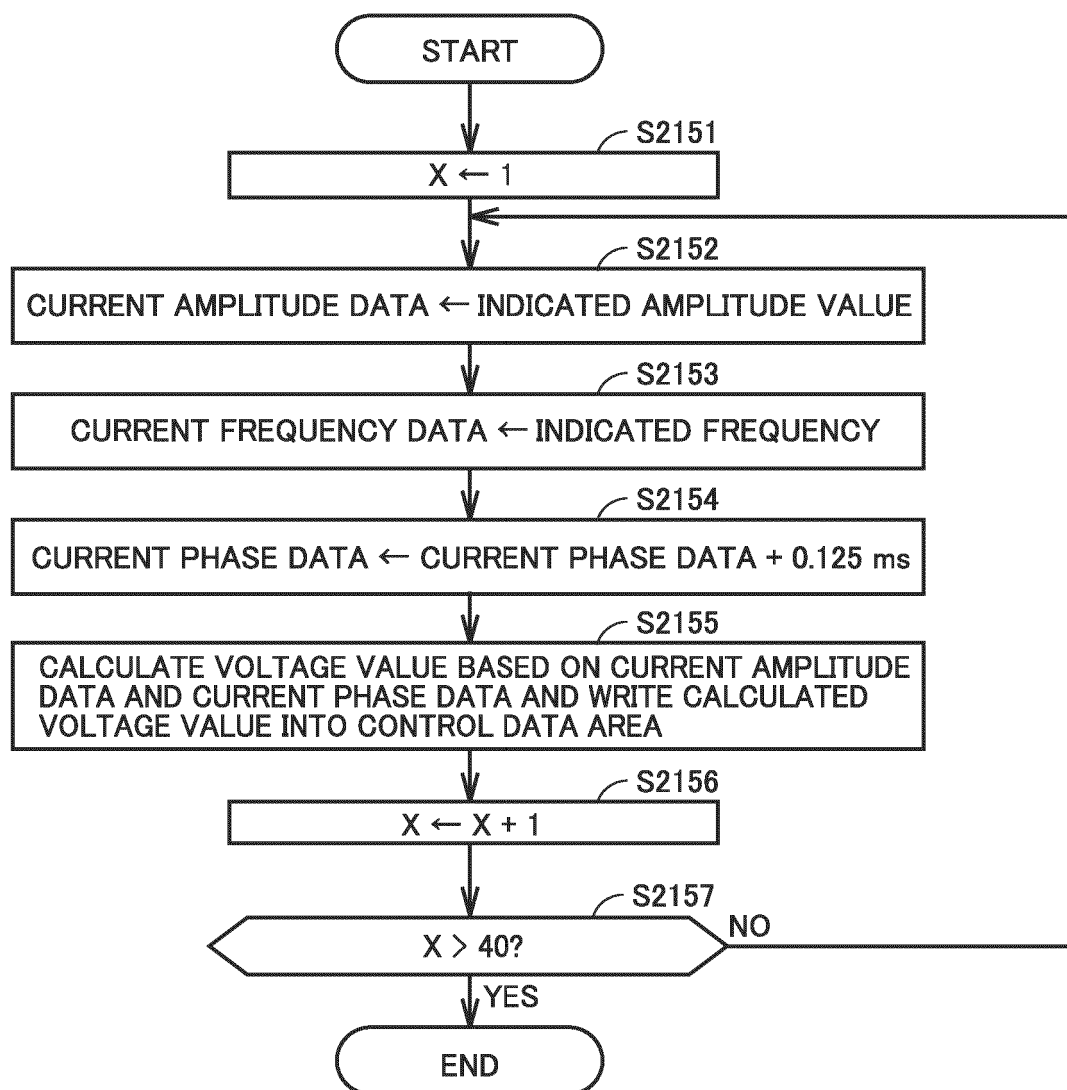 START
S2151
X ← 1
S2152
CURRENT AMPLITUDE DATA ← INDICATED AMPLITUDE VALUE
S2153
CURRENT FREQUENCY DATA ← INDICATED FREQUENCY
S2154
CURRENT PHASE DATA ← CURRENT PHASE DATA + 0.125 ms
S2155
CALCULATE VOLTAGE VALUE BASED ON CURRENT AMPLITUDE
DATA AND CURRENT PHASE DATA AND WRITE CALCULATED
VOLTAGE VALUE INTO CONTROL DATA AREA
S2156
X ← X + 1
S2157
X > 40?
NO
YES
END